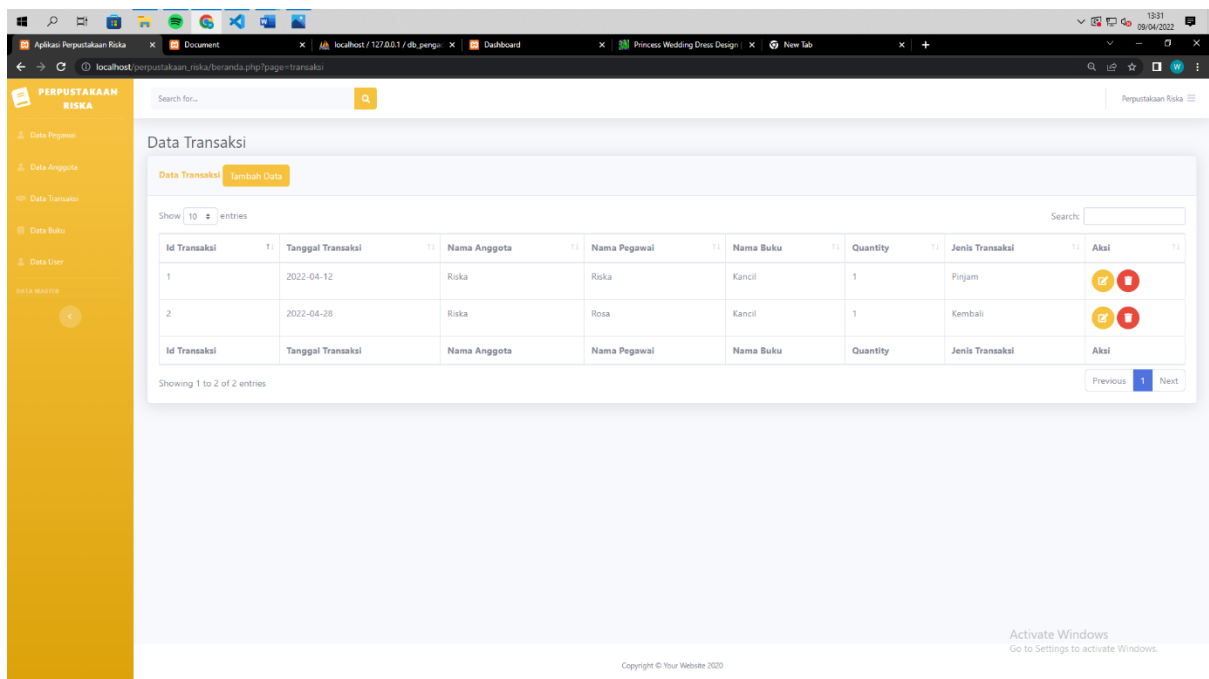 13:31
09/04/2022
Aplikasi Perpustakaan Riska
Document
localhost / 127.0.0.1 / db_pengad
Dashboard
Princess Wedding Dress Design |
New Tab
localhost/perpustakaan_riska/beranda.php?page=transaksi
W
PERPUSTAKAAN
RISKA
Search for...
Perpustakaan Riska
Data Pegawai
Data Anggota
Data Transaksi
Data Buku
Data User
DATA MASTER
Data Transaksi
Data Transaksi Tambah Data
Show 10 entries Search:
Id Transaksi Tanggal Transaksi Nama Anggota Nama Pegawai Nama Buku Quantity Jenis Transaksi Aksi
1 2022-04-12 Riska Riska Kancil 1 Pinjam
2 2022-04-28 Riska Rosa Kancil 1 Kembali
Id Transaksi Tanggal Transaksi Nama Anggota Nama Pegawai Nama Buku Quantity Jenis Transaksi Aksi
Showing 1 to 2 of 2 entries
Previous 1 Next
Activate Windows
Go to Settings to activate Windows.
Copyright © Your Website 2020